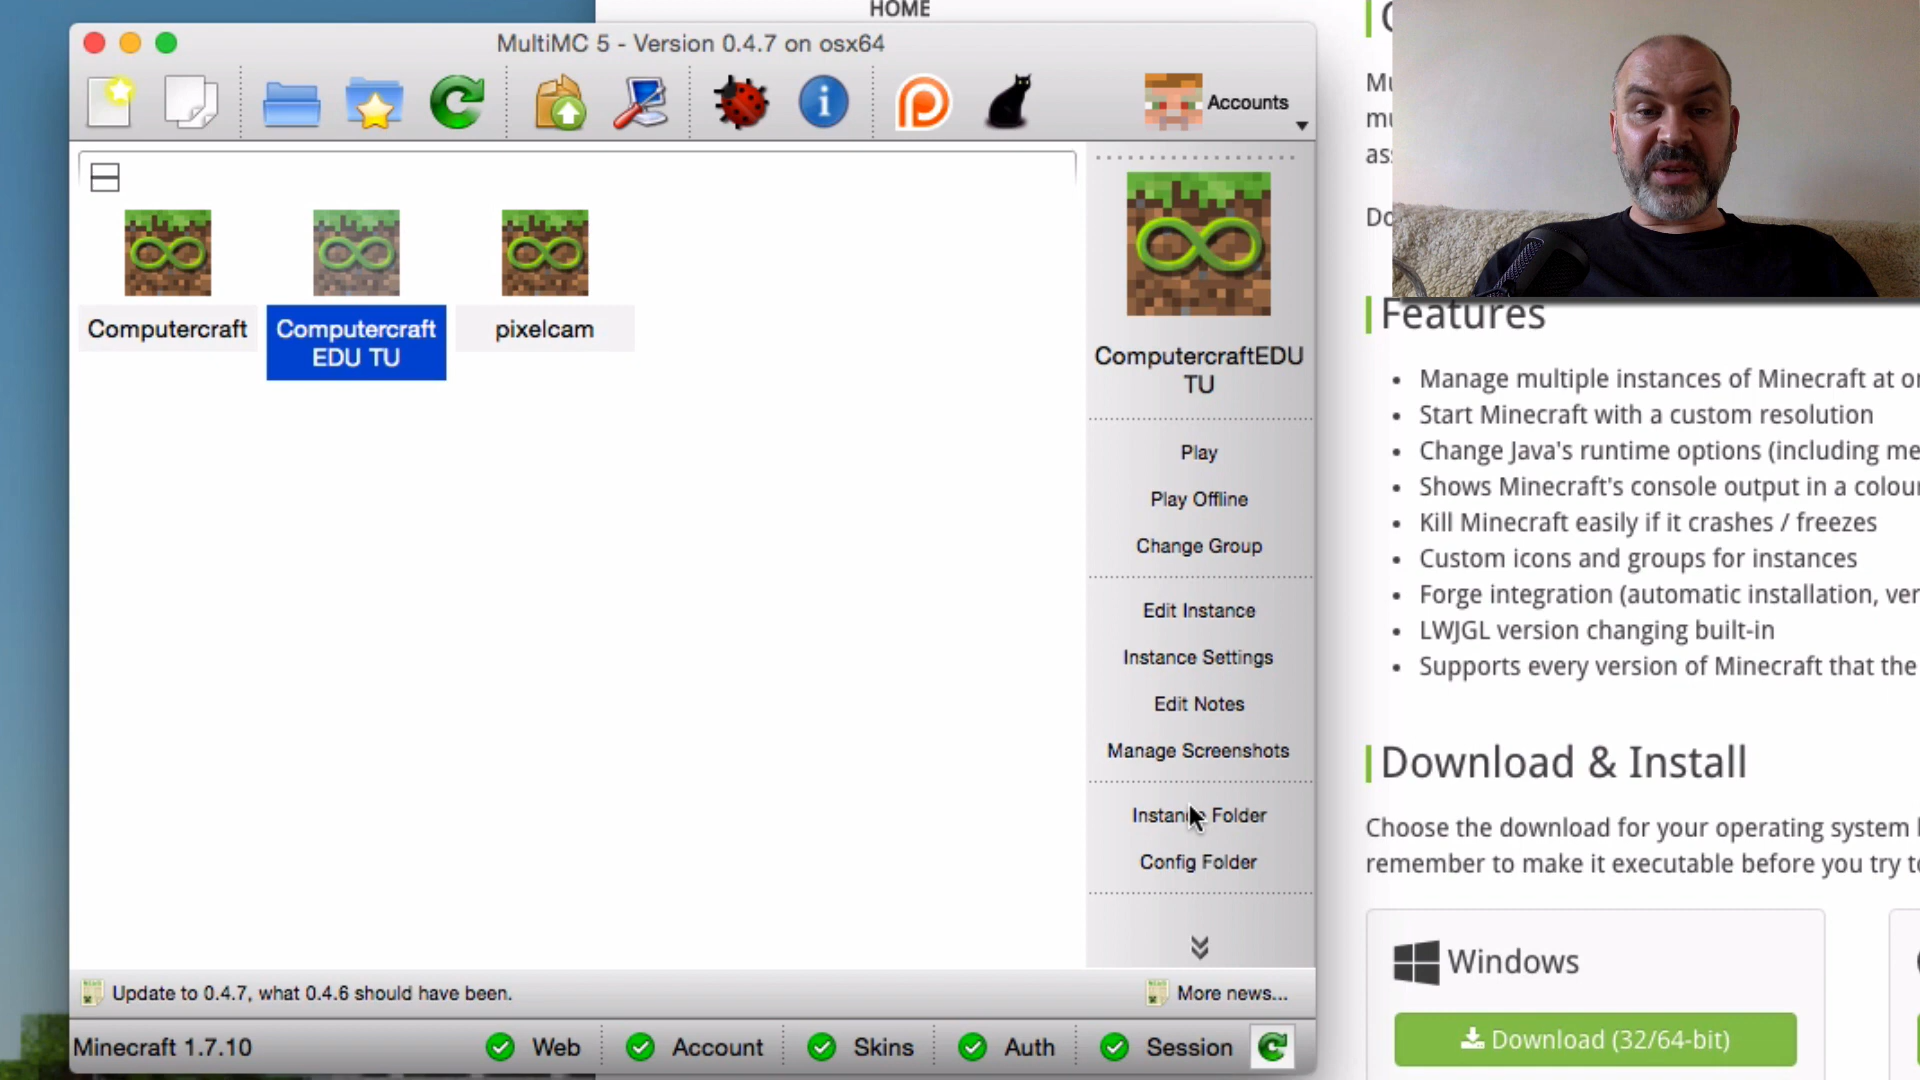 HOME
MultiMC 5 - Version 0.4.7 on osx64
Accounts
Computercraft
Computercraft
EDU TU
pixelcam
ComputercraftEDU
TU
Play
Play Offline
Change Group
Edit Instance
Instance Settings
Edit Notes
Manage Screenshots
Instance Folder
Config Folder
Update to 0.4.7, what 0.4.6 should have been.
More news...
Minecraft 1.7.10
Web
Account
Skins
Auth
Session
Features
Manage multiple instances of Minecraft at
Start Minecraft with a custom resolution
Change Java's runtime options (including
Shows Minecraft's console output in a
Kill Minecraft easily if it crashes / freezes
Custom icons and groups for instances
Forge integration (automatic installation,
LWJGL version changing built-in
Supports every version of Minecraft that the
Download & Install
Choose the download for your operating system
remember to make it executable before you try
Windows
Download (32/64-bit)